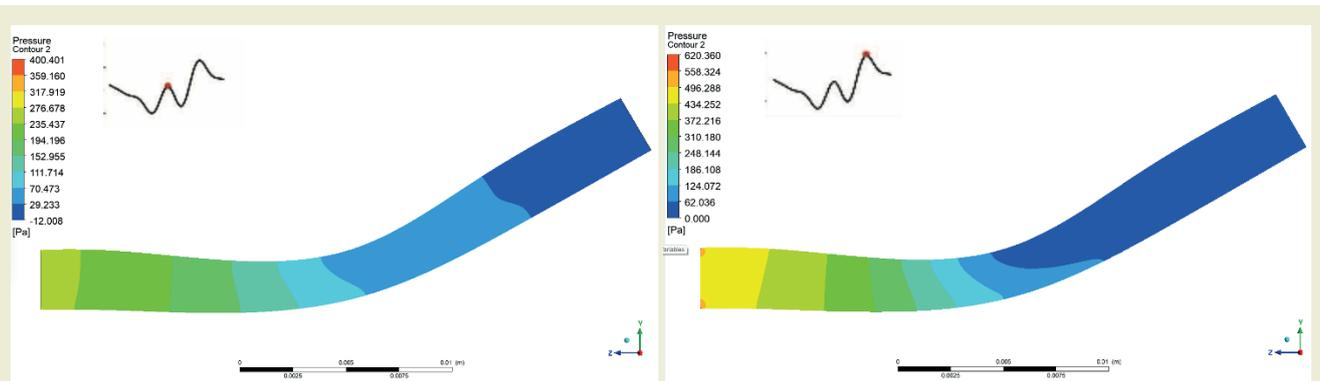 Pressure
Contour 2
400.401
359.160
317.919
276.678
235.437
194.196
152.955
111.714
70.473
29.233
-12.008
[Pa]
0
0.005
0.01 (m)
0.0025
0.0075
Y
Z
Pressure
Contour 2
620.360
558.324
496.288
434.252
372.216
310.180
248.144
186.108
124.072
62.036
0.000
[Pa]
ariables
0
0.005
0.01 (m)
0.0025
0.0075
Y
Z